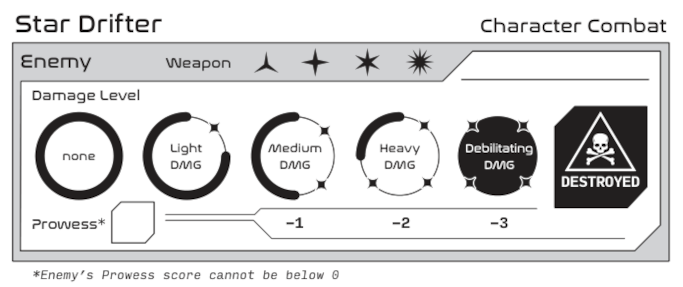 Star Drifter
Character Combat
Enemy
Weapon
Damage Level
none
Light
DMG
Medium
DMG
Heavy
DMG
Debilitating
DMG
DESTROYED
Prowess*
-1
-2
-3
*Enemy's Prowess score cannot be below 0